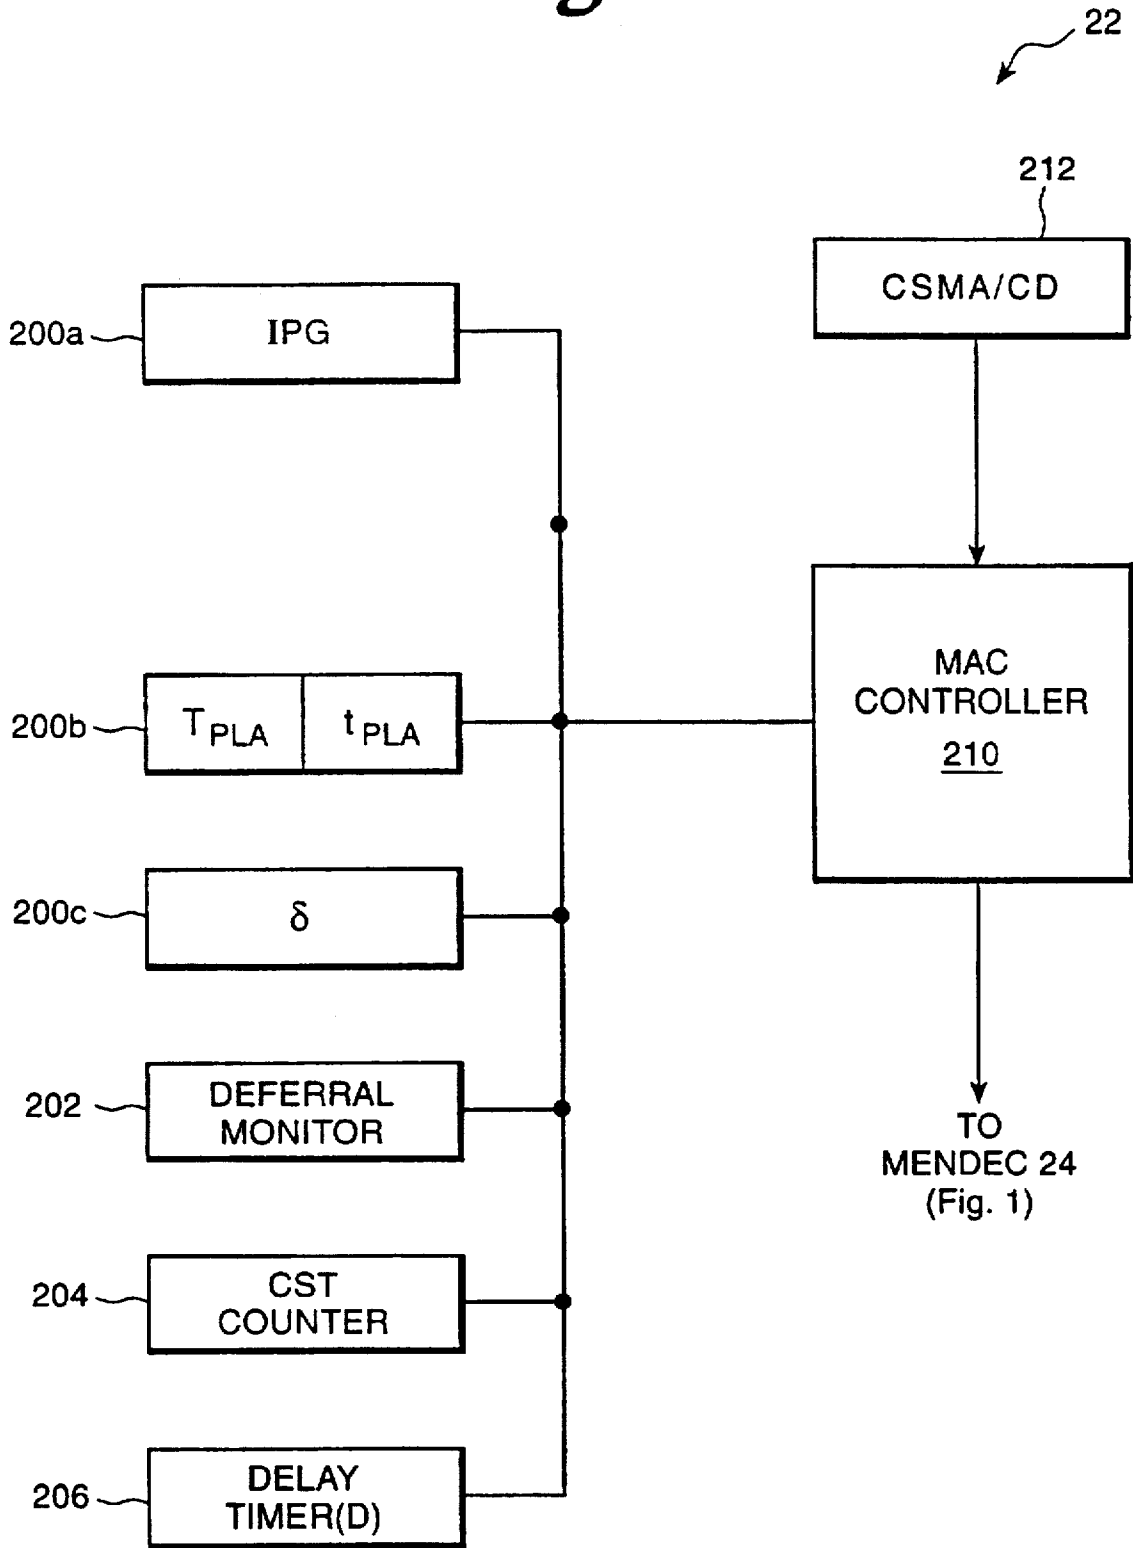 22
212
CSMA/CD
200a
IPG
MAC
CONTROLLER
210
200b
T PLA
t PLA
200c
δ
202
DEFERRAL
MONITOR
TO
MENDEC 24
(Fig. 1)
204
CST
COUNTER
206
DELAY
TIMER(D)